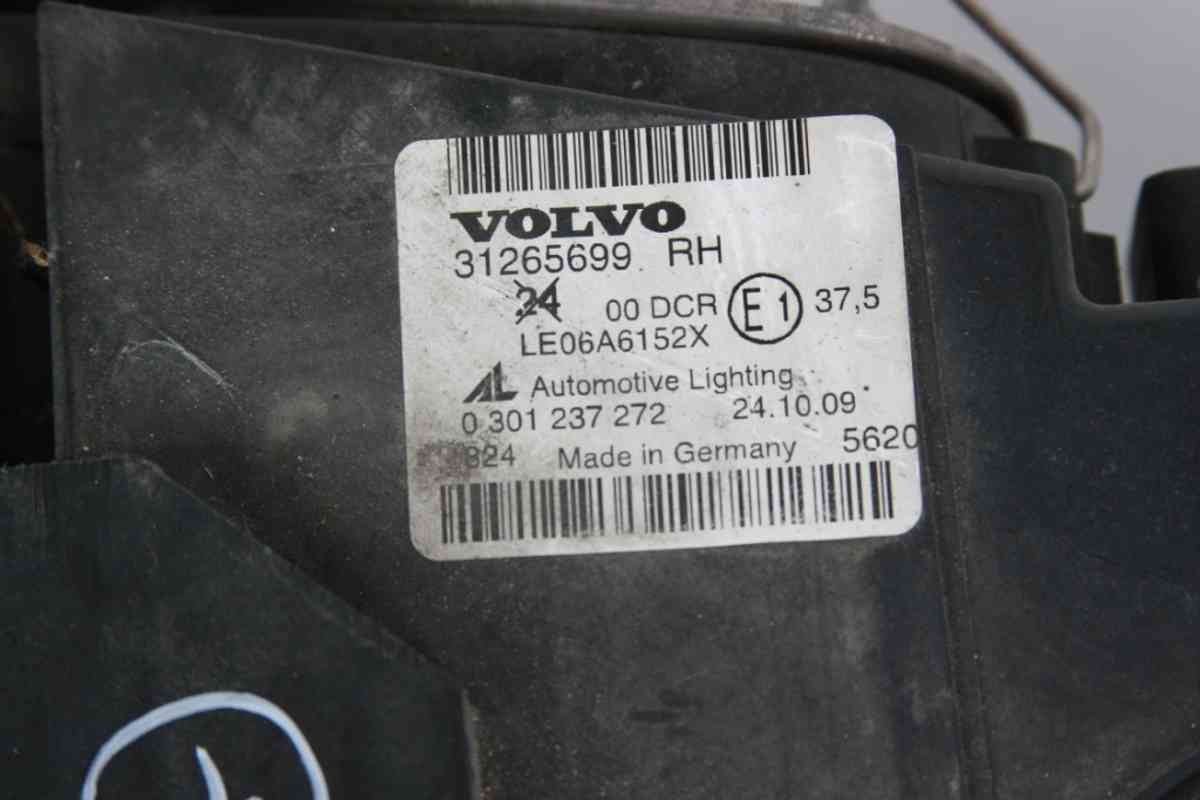 VOLVO
31265699 RH
24 00 DCR E1 37,5
LE06A6152X
AL Automotive Lighting
0 301 237 272 24.10.09
824 Made in Germany 5620